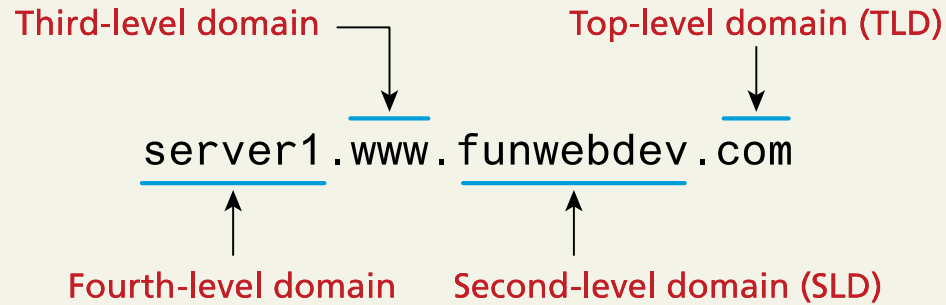 Third-level domain
Top-level domain (TLD)
server1.www.funwebdev.com
Fourth-level domain
Second-level domain (SLD)